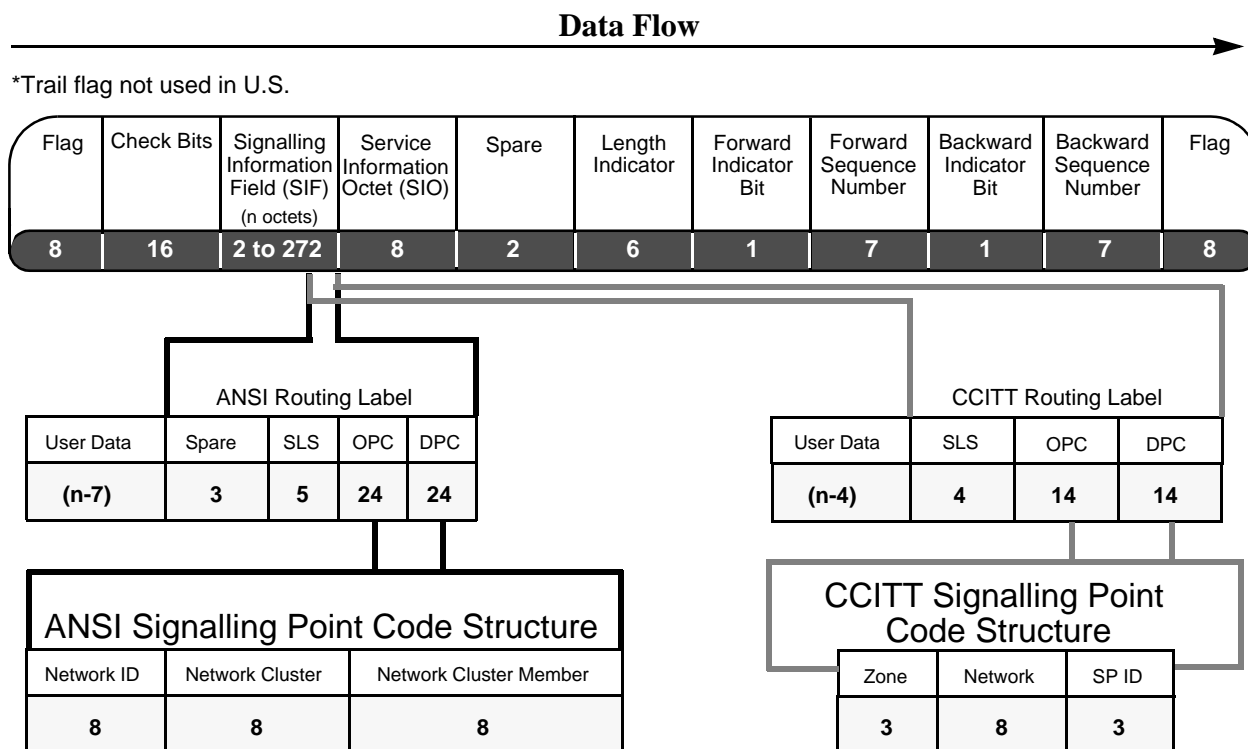 Data Flow
*Trail flag not used in U.S.
Flag
Check Bits
Signalling
Information
Field (SIF)
(n octets)
Service
Information
Octet (SIO)
Spare
Length
Indicator
Forward
Indicator
Bit
Forward
Sequence
Number
Backward
Indicator
Bit
Backward
Sequence
Number
Flag
8 16 2 to 272 8 2 6 1 7 1 7 8
ANSI Routing Label
User Data Spare SLS OPC DPC
(n-7) 3 5 24 24
CCITT Routing Label
User Data SLS OPC DPC
(n-4) 4 14 14
ANSI Signalling Point Code Structure
Network ID Network Cluster Network Cluster Member
8 8 8
CCITT Signalling Point
Code Structure
Zone Network SP ID
3 8 3